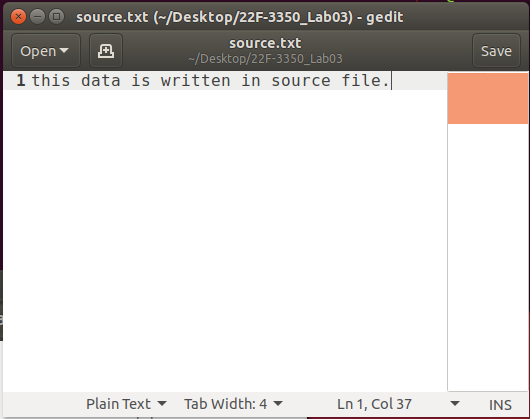 source.txt (~/Desktop/22F-3350_Lab03) - gedit
Open
source.txt
~/Desktop/22F-3350_Lab03
Save
1 this data is written in source file.
Plain Text Tab Width: 4 Ln 1, Col 37 INS